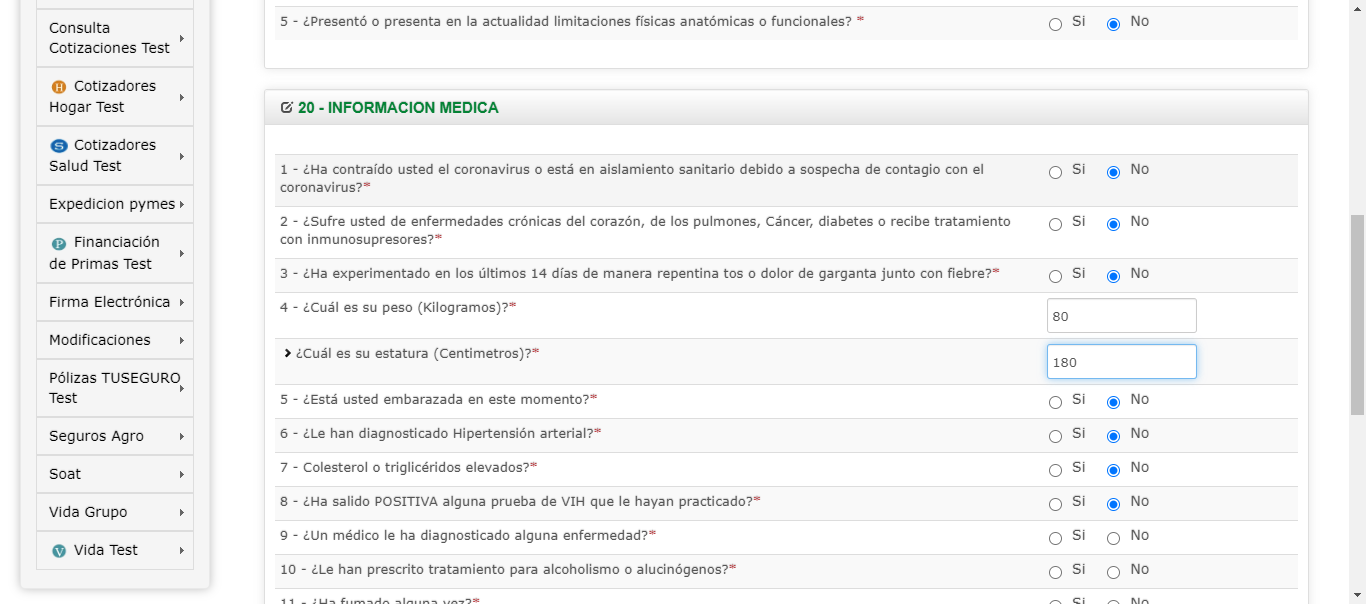 Consulta
Cotizaciones Test
H Cotizadores
Hogar Test
S Cotizadores
Salud Test
Expedicion pymes
P Financiación
de Primas Test
Firma Electrónica
Modificaciones
Pólizas TUSEGURO
Test
Seguros Agro
Soat
Vida Grupo
V Vida Test
5 - ¿Presentó o presenta en la actualidad limitaciones físicas anatómicas o funcionales? * Si No
20 - INFORMACION MEDICA
1 - ¿Ha contraído usted el coronavirus o está en aislamiento sanitario debido a sospecha de contagio con el
coronavirus?* Si No
2 - ¿Sufre usted de enfermedades crónicas del corazón, de los pulmones, Cáncer, diabetes o recibe tratamiento
con inmunosupresores?* Si No
3 - ¿Ha experimentado en los últimos 14 días de manera repentina tos o dolor de garganta junto con fiebre?* Si No
4 - ¿Cuál es su peso (Kilogramos)?* 80
¿Cuál es su estatura (Centimetros)?* 180
5 - ¿Está usted embarazada en este momento?* Si No
6 - ¿Le han diagnosticado Hipertensión arterial?* Si No
7 - Colesterol o triglicéridos elevados?* Si No
8 - ¿Ha salido POSITIVA alguna prueba de VIH que le hayan practicado?* Si No
9 - ¿Un médico le ha diagnosticado alguna enfermedad?* Si No
10 - ¿Le han prescrito tratamiento para alcoholismo o alucinógenos?* Si No
11 - ¿Ha fumado alguna vez?* Si No